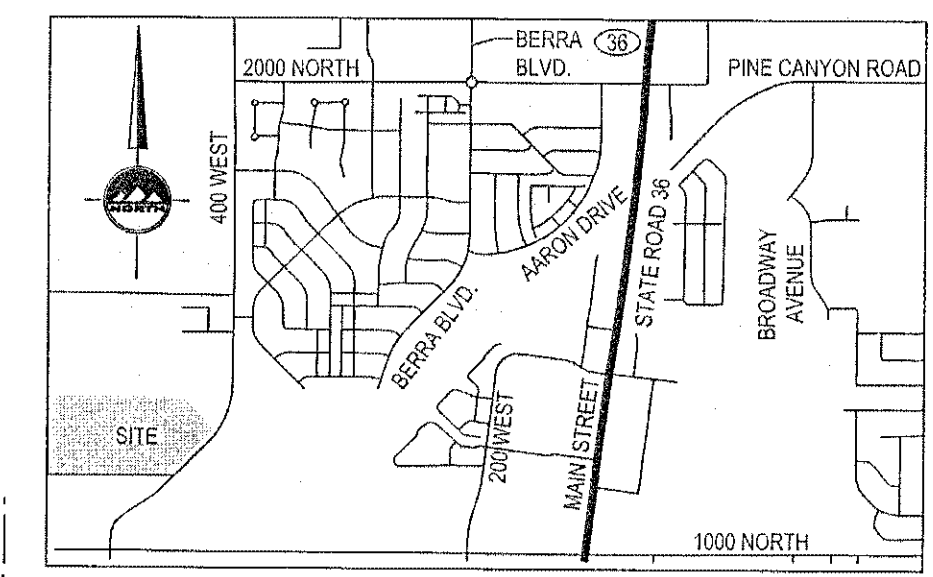 BERRA
BLVD.
36
2000 NORTH
PINE CANYON ROAD
400 WEST
NORTH
AARON DRIVE
STATE ROAD 36
BROADWAY
AVENUE
BERRA BLVD.
SITE
200 WEST
MAIN STREET
1000 NORTH